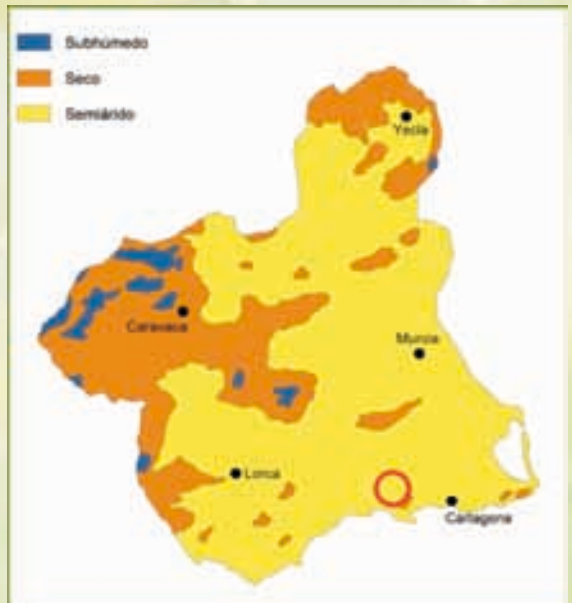 Subhúmedo
Seco
Semiárido
Yecla
Caravaca
Murcia
Lorca
Cartagena